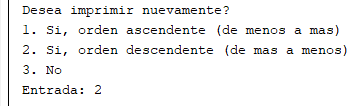 Desea imprimir nuevamente?
1. Si, orden ascendente (de menos a mas)
2. Si, orden descendente (de mas a menos)
3. No
Entrada: 2